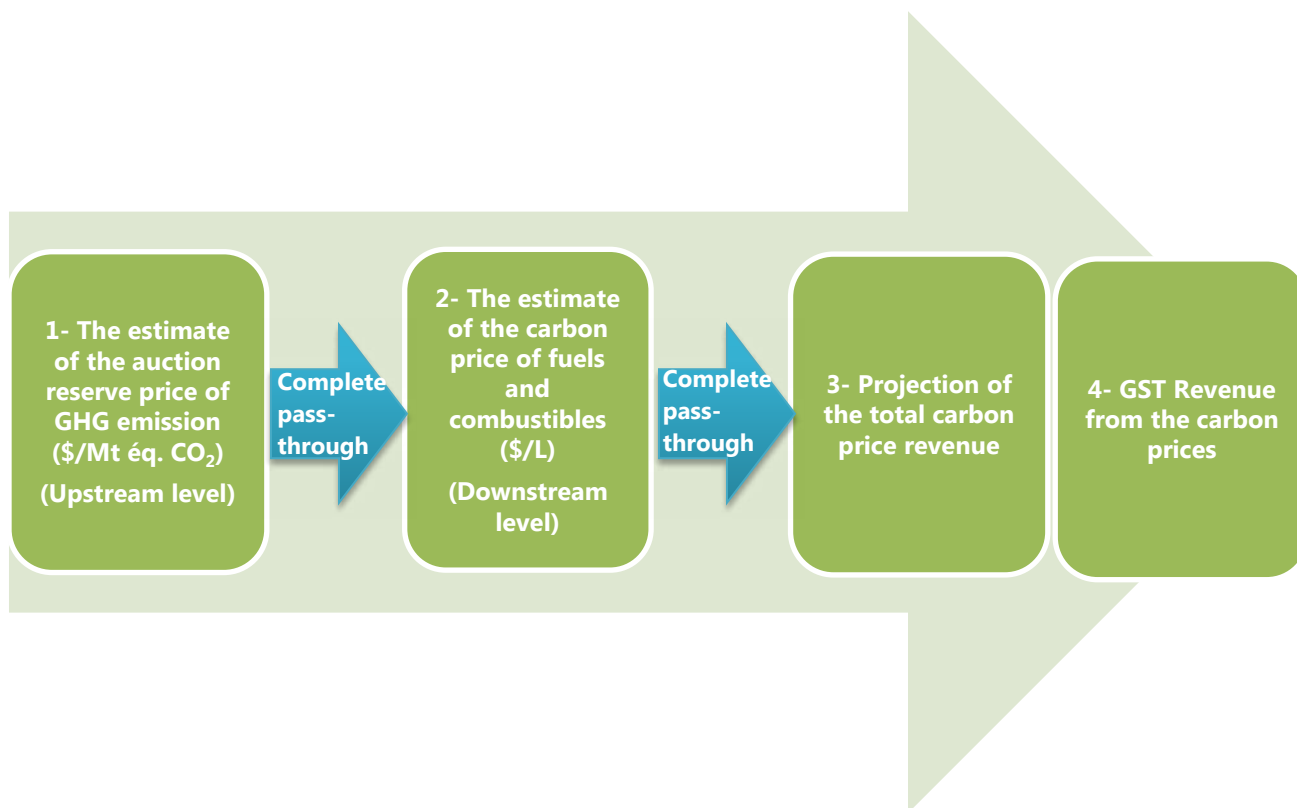 1- The estimate
of the auction
reserve price of
GHG emission
($/Mt éq. CO₂)
(Upstream level)
Complete
pass-
through
2- The estimate
of the carbon
price of fuels
and
combustibles
($/L)
(Downstream
level)
Complete
pass-
through
3- Projection of
the total carbon
price revenue
4- GST Revenue
from the carbon
prices